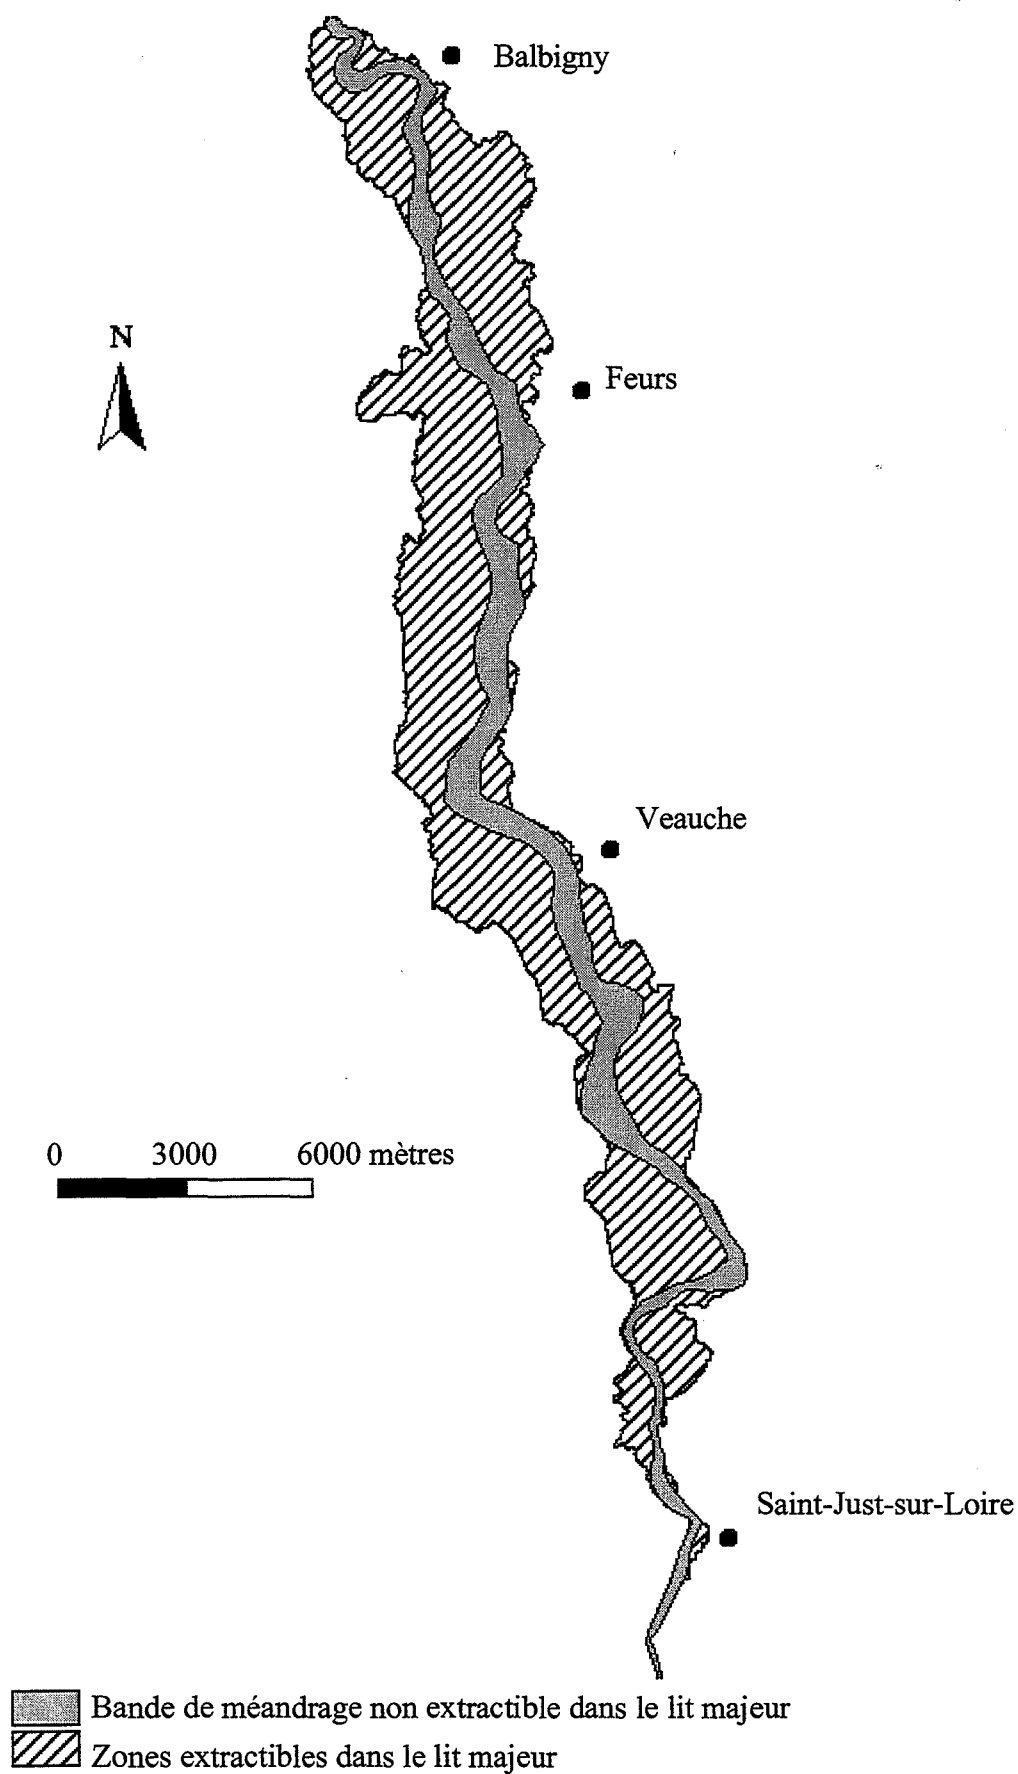 Balbigny
N
Feurs
Veauche
0 3000 6000 mètres
Saint-Just-sur-Loire
Bande de méandrage non extractible dans le lit majeur
Zones extractibles dans le lit majeur